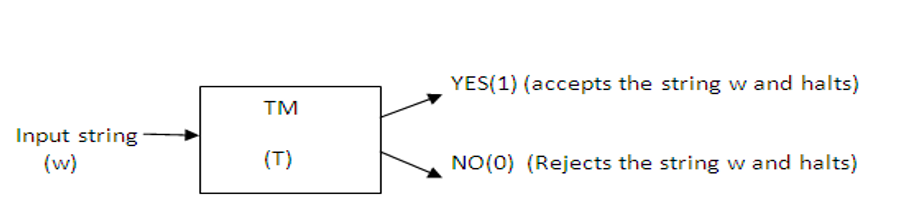 YES(1) (accepts the string w and halts)
TM
Input string
(w)
(T)
NO(0) (Rejects the string w and halts)